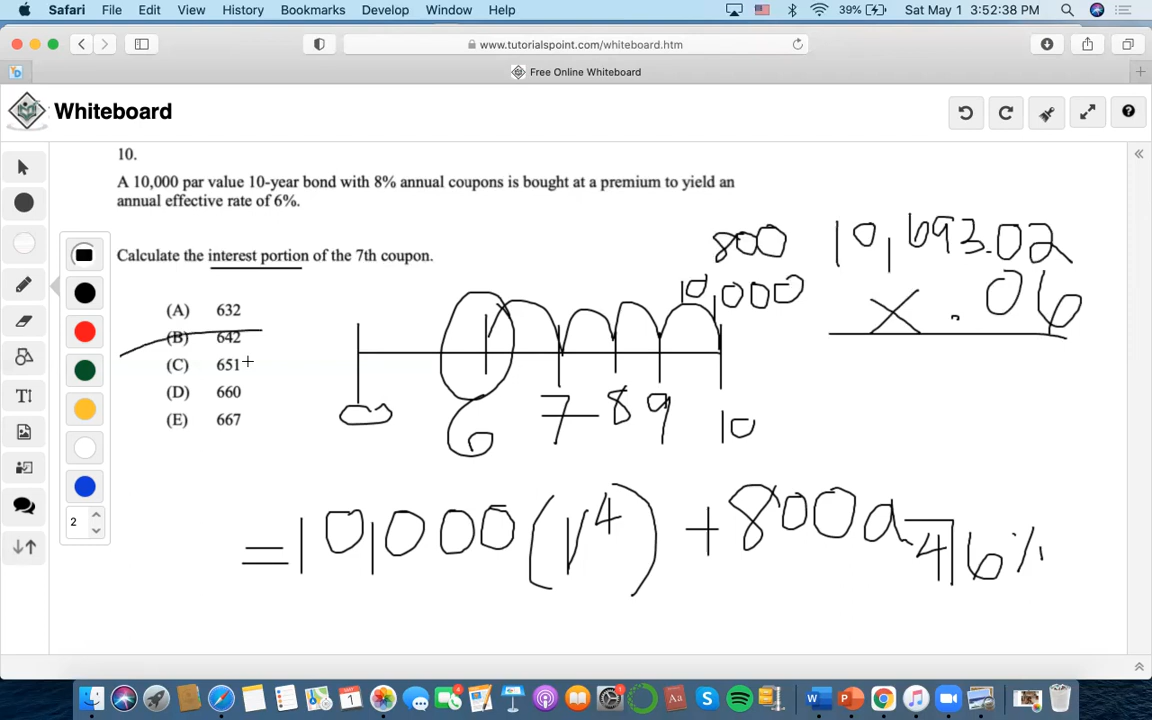 Safari File Edit View History Bookmarks Develop Window Help 39% Sat May 1 3:52:38 PM
www.tutorialspoint.com/whiteboard.htm
Free Online Whiteboard
Whiteboard
10.
A 10,000 par value 10-year bond with 8% annual coupons is bought at a premium to yield an
annual effective rate of 6%.
Calculate the interest portion of the 7th coupon.
(A) 632
(B) 642
(C) 651
(D) 660
(E) 667
800
10,000
10,693.02
× .06
6 7 8 9 10
= 10,000 (V^4) + 800a 4 6%
Ti
2